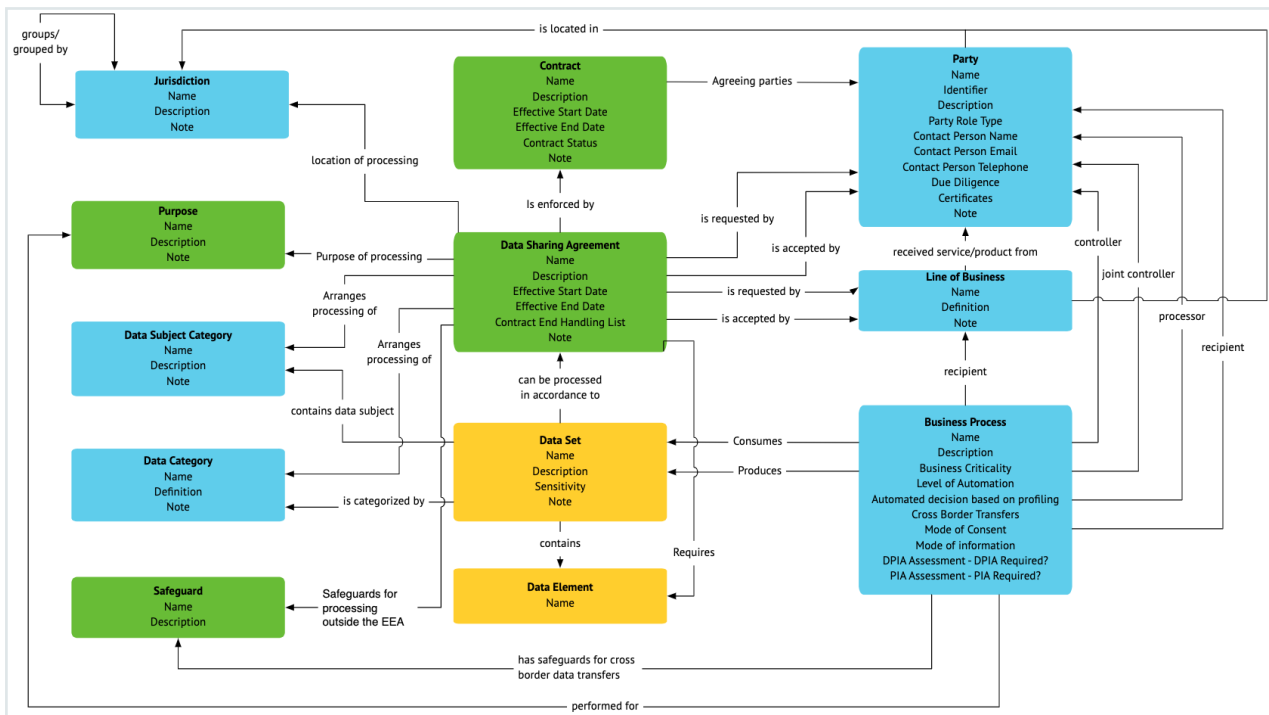 groups/
grouped by
is located in
Jurisdiction
Name
Description
Note
Contract
Name
Description
Effective Start Date
Effective End Date
Contract Status
Note
Agreeing parties
Party
Name
Identifier
Description
Party Role Type
Contact Person Name
Contact Person Email
Contact Person Telephone
Due Diligence
Certificates
Note
location of processing
Is enforced by
is requested by
is accepted by
Purpose
Name
Description
Note
Purpose of processing
Data Sharing Agreement
Name
Description
Effective Start Date
Effective End Date
Contract End Handling List
Note
is requested by
is accepted by
received service/product from
controller
joint controller
processor
recipient
Line of Business
Name
Definition
Note
Arranges
processing of
Arranges
processing of
Data Subject Category
Name
Description
Note
contains data subject
can be processed
in accordance to
recipient
Data Category
Name
Definition
Note
is categorized by
Data Set
Name
Description
Sensitivity
Note
Consumes
Produces
Business Process
Name
Description
Business Criticality
Level of Automation
Automated decision based on profiling
Cross Border Transfers
Mode of Consent
Mode of information
DPIA Assessment - DPIA Required?
PIA Assessment - PIA Required?
contains
Requires
Data Element
Name
Safeguard
Name
Description
Safeguards for
processing
outside the EEA
has safeguards for cross
border data transfers
performed for